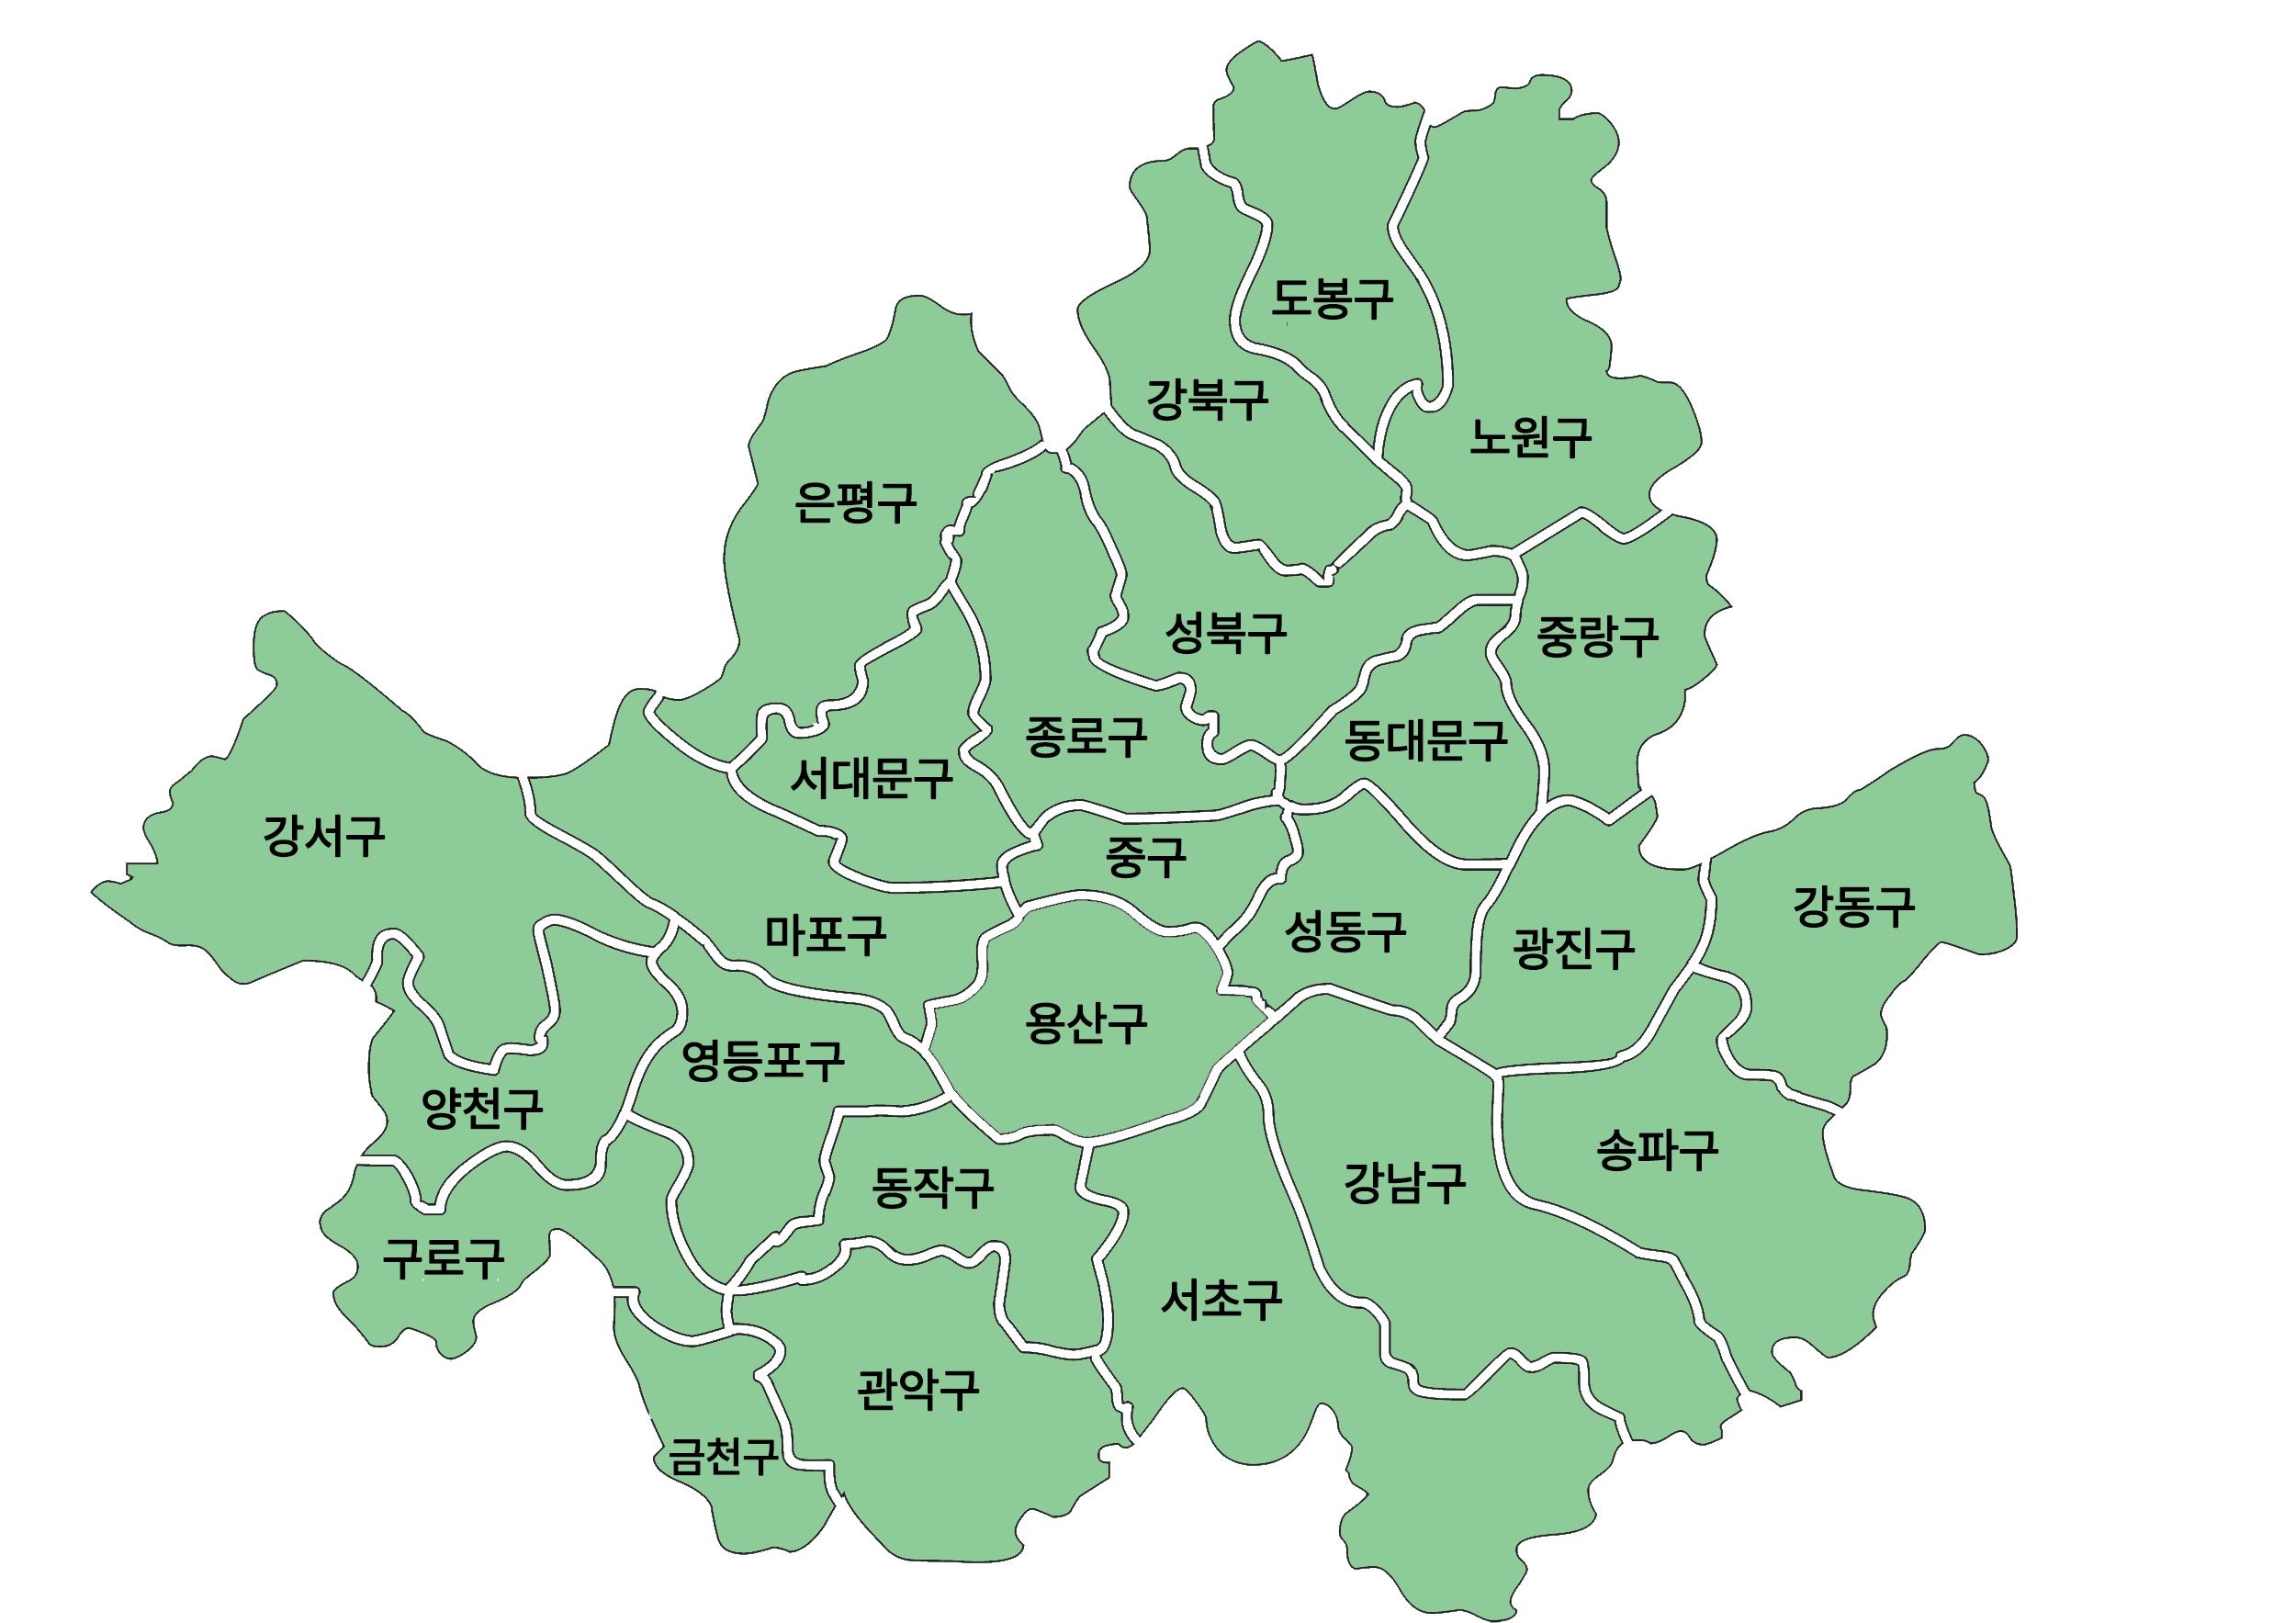 도봉구
강북구
노원구
은평구
성북구
중랑구
종로구
동대문구
서대문구
강서구
중구
강동구
마포구
성동구
광진구
용산구
영등포구
양천구
송파구
동작구
강남구
구로구
서초구
관악구
금천구